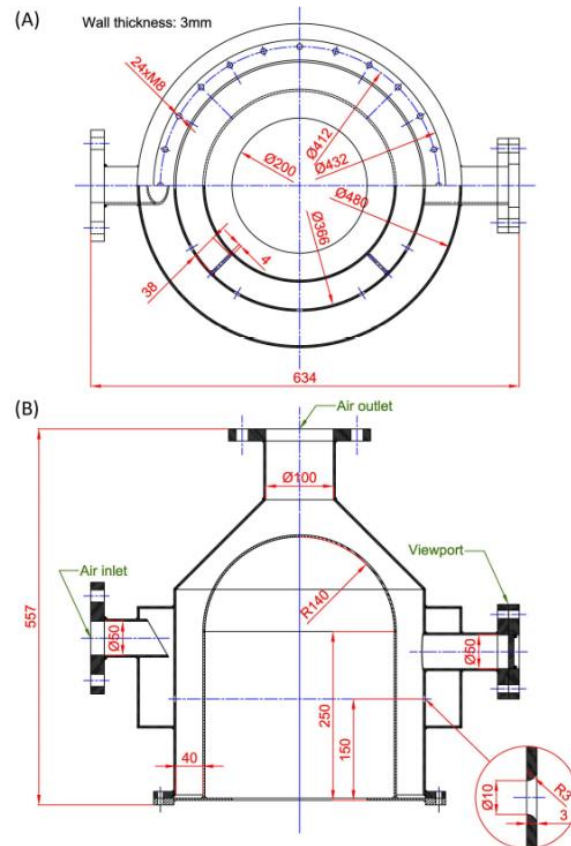 (A)
Wall thickness: 3mm
24xM8
Ø200
Ø412
Ø432
Ø480
Ø366
4
38
634
(B)
Air outlet
Ø100
Viewport
Air inlet
R140
557
Ø50
Ø50
250
150
40
Ø10
R3
3